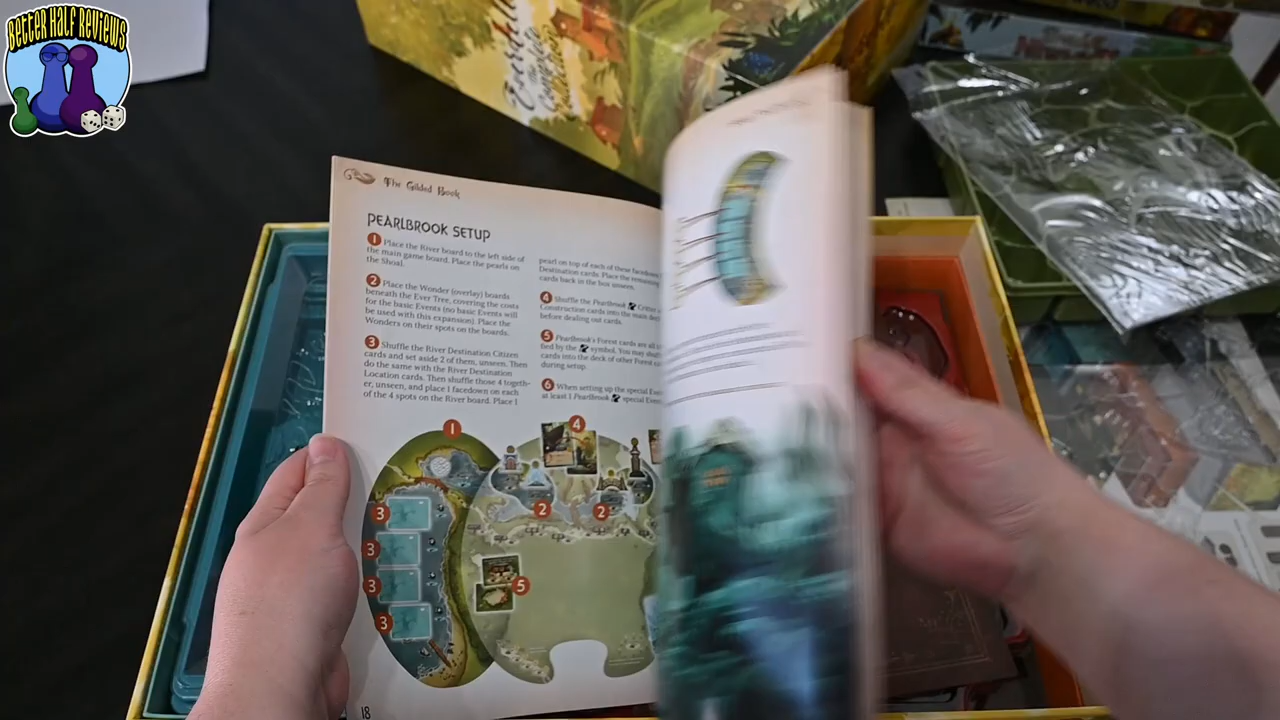 BETTER HALF REVIEWS
The Gilded Book
PEARLBROOK SETUP
1 Place the River board to the left side of
the main game board. Place the pearls on
the Shoal.
2 Place the Wonder (overlay) boards
beneath the Ever Tree, covering the costs
for the basic Events (no basic Events will
be used with this expansion). Place the
Wonders on their spots on the boards.
3 Shuffle the River Destination Citizen
cards and set aside 2 of them, unseen. Then
do the same with the River Destination
Location cards. Then shuffle those 4 togeth-
er, unseen, and place 1 facedown on each
of the 4 spots on the River board. Place 1
pearl on top of each of these facedown
Destination cards. Place the remaining
cards back in the box unseen.
4 Shuffle the Pearlbrook
Construction cards into the main
before dealing out cards.
5 Pearlbrook's Forest cards are all
fied by the symbol. You may
cards into the deck of other Forest
during setup.
6 When setting up the special
at least 1 Pearlbrook special
1
4
3
2
2
3
5
3
3
18